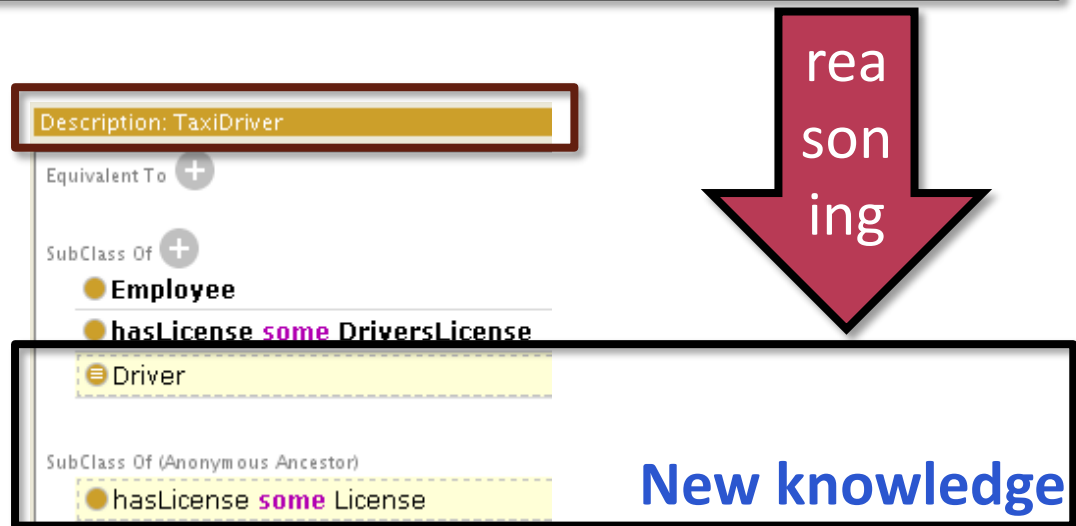 rea
son
ing
Description: TaxiDriver
Equivalent To
SubClass Of
Employee
hasLicense some DriversLicense
Driver
SubClass Of (Anonymous Ancestor)
hasLicense some License
New knowledge